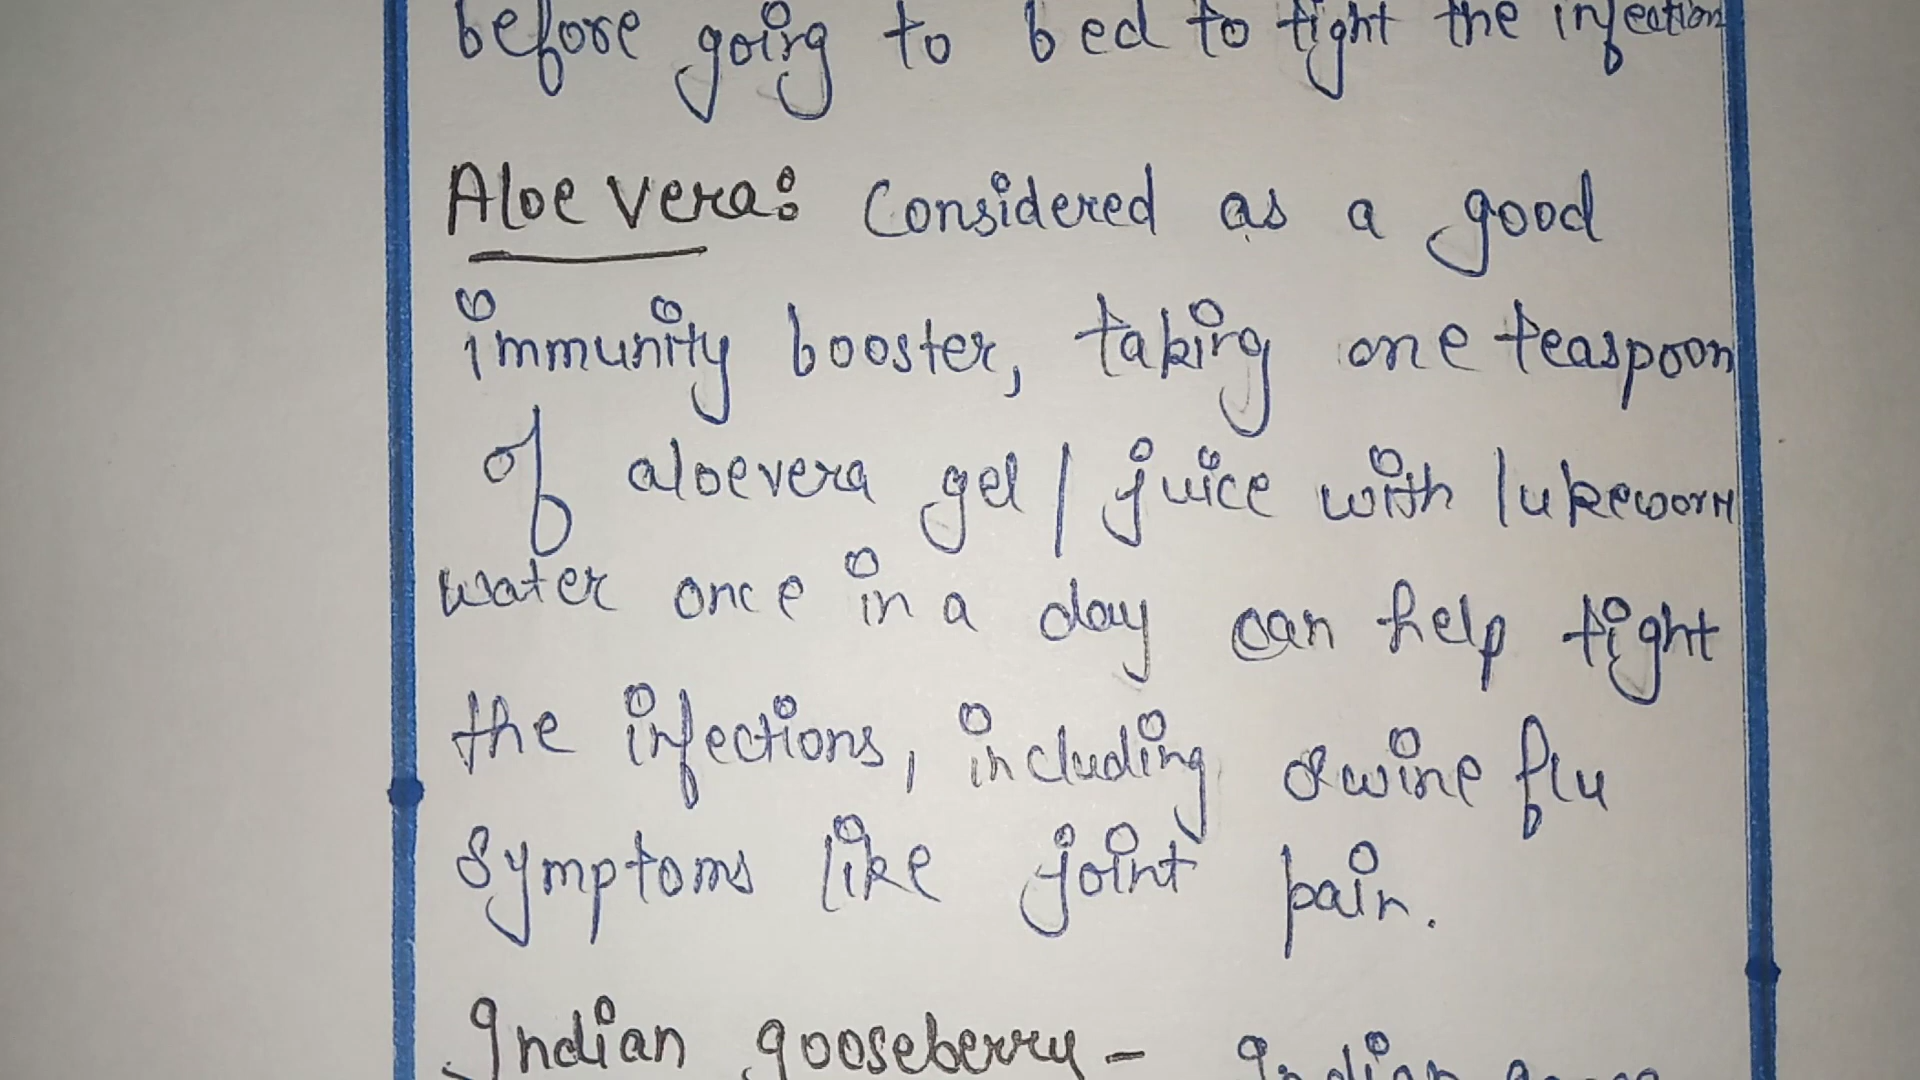 before going to bed to fight the infection
Aloe vera: Considered as a good
immunity booster, taking one teaspoon
of aloevera gel / juice with lukeworm
water once in a day can help fight
the infections, including swine flu
symptoms like joint pain.
Indian gooseberry - Indian